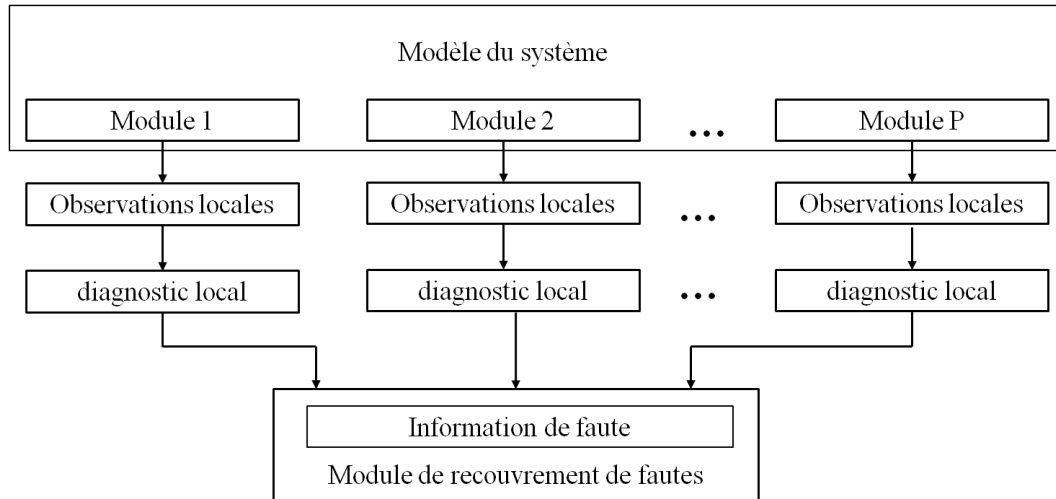 Modèle du système
Module 1 Module 2 ... Module P
Observations locales Observations locales ... Observations locales
diagnostic local diagnostic local ... diagnostic local
Information de faute
Module de recouvrement de fautes